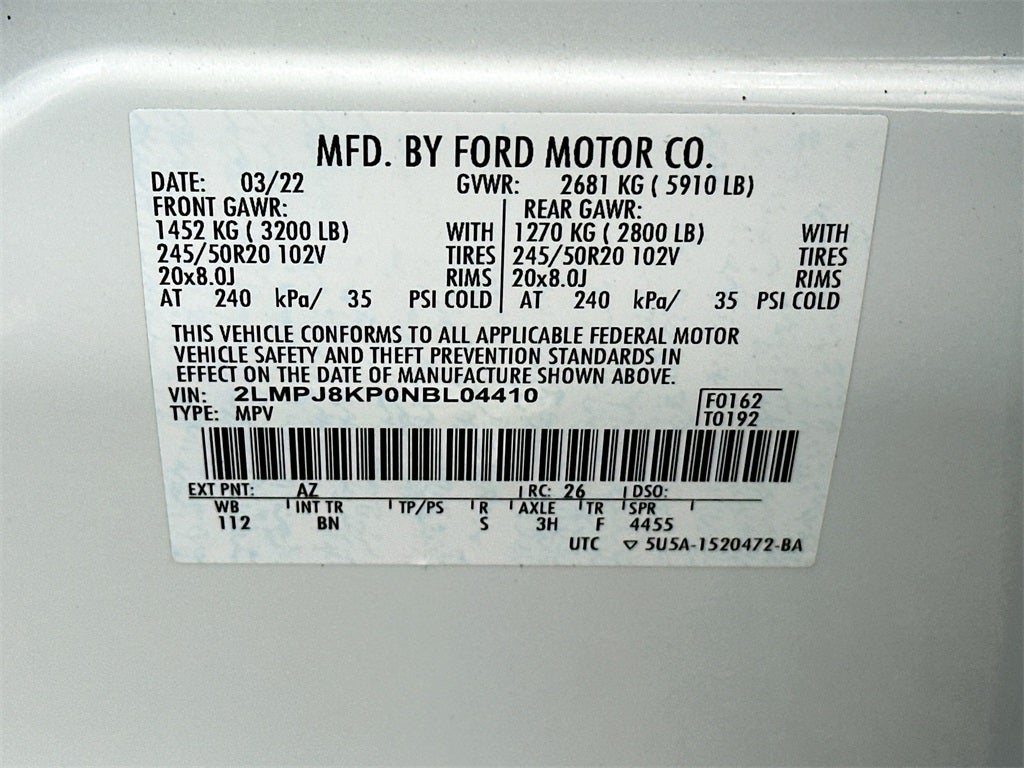 MFD. BY FORD MOTOR CO.
DATE: 03/22 GVWR: 2681 KG ( 5910 LB)
FRONT GAWR: REAR GAWR:
1452 KG ( 3200 LB) WITH 1270 KG ( 2800 LB) WITH
245/50R20 102V TIRES 245/50R20 102V TIRES
20x8.0J RIMS 20x8.0J RIMS
AT 240 kPa/ 35 PSI COLD AT 240 kPa/ 35 PSI COLD
THIS VEHICLE CONFORMS TO ALL APPLICABLE FEDERAL MOTOR
VEHICLE SAFETY AND THEFT PREVENTION STANDARDS IN
EFFECT ON THE DATE OF MANUFACTURE SHOWN ABOVE.
VIN: 2LMPJ8KP0NBL04410 F0162
TYPE: MPV T0192
EXT PNT: AZ RC: 26 DSO:
WB INT TR TP/PS R AXLE TR SPR
112 BN S 3H F 4455
UTC ▽ 5U5A-1520472-BA